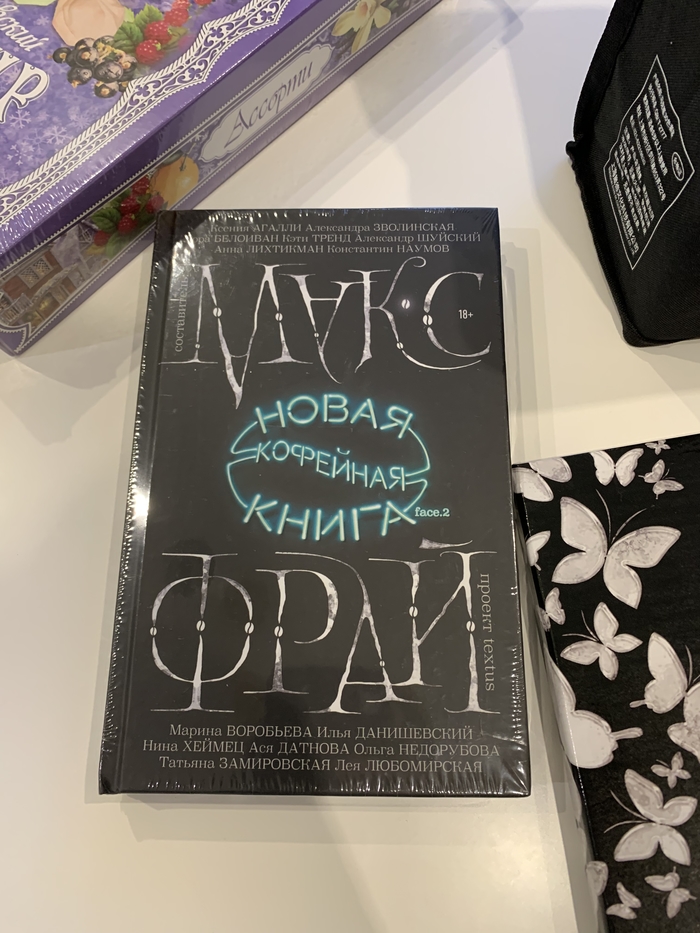 Ассорти
Ксения АГАЛЛИ Александра ЗВОЛИНСКАЯ
БЕЛОИВАН Кэти ТРЕНД Александр ШУЙСКИЙ
Анна ЛИХТИКМАН Константин НАУМОВ
составитель
МАКС
18+
НОВАЯ
КОФЕЙНАЯ
КНИГА
face.2
ФРАЙ
проект textus
Марина ВОРОБЬЕВА Илья ДАНИШЕВСКИЙ
Нина ХЕЙМЕЦ Ася ДАТНОВА Ольга НЕДОРУБОВА
Татьяна ЗАМИРОВСКАЯ Лея ЛЮБОМИРСКАЯ